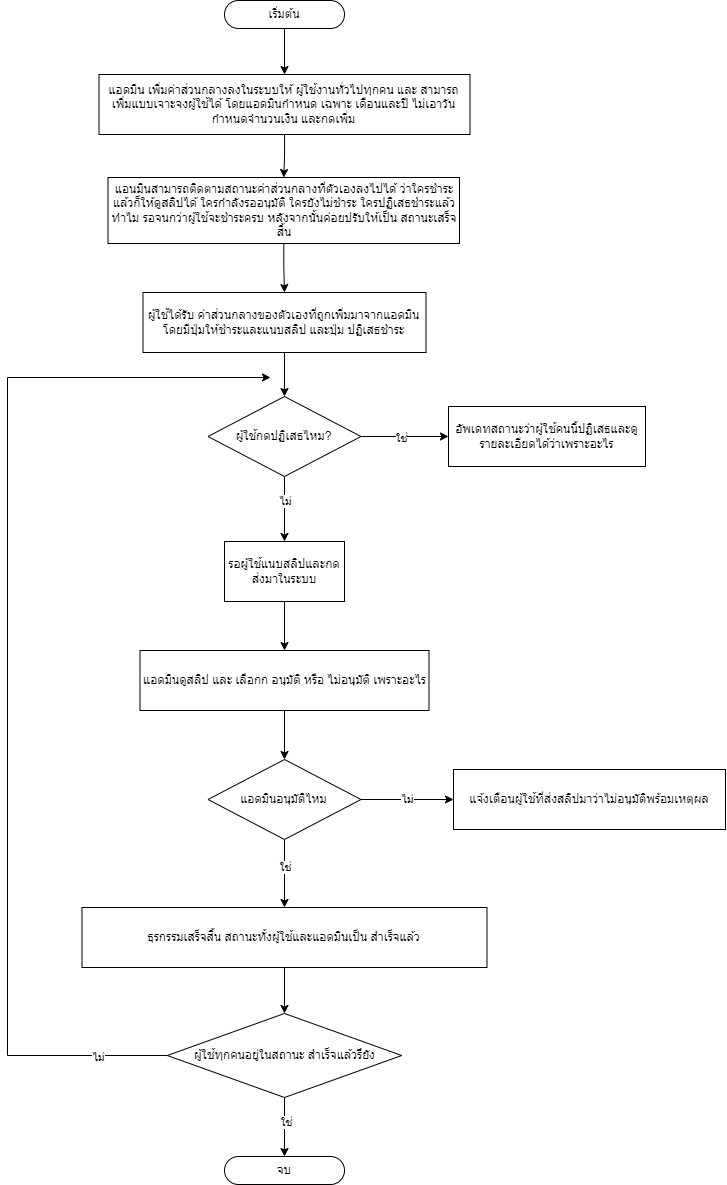 เริ่มต้น
แอดมิน เพิ่มค่าส่วนกลางลงในระบบให้ ผู้ใช้งานทั่วไปทุกคน และ สามารถ
เพิ่มแบบเจาะจงผู้ใช้ได้ โดยแอดมินกำหนด เฉพาะ เดือนและปี ไม่เอาวัน
กำหนดจำนวนเงิน และกดเพิ่ม
แอนมินสามารถติดตามสถานะค่าส่วนกลางที่ตัวเองลงไปได้ ว่าใครชำระ
แล้วก็ให้ดูสลิปได้ ใครกำลังรออนุมัติ ใครยังไม่ชำระ ใครปฏิเสธชำระแล้ว
ทำไม รอจนกว่าผู้ใช้จะชำระครบ หลังจากนั้นค่อยปรับให้เป็น สถานะเสร็จ
สิ้น
ผู้ใช้ได้รับ ค่าส่วนกลางของตัวเองที่ถูกเพิ่มมาจากแอดมิน
โดยมีปุ่มให้ชำระและแนบสลิป และปุ่ม ปฏิเสธชำระ
ผู้ใช้กดปฏิเสธไหม?
ใช่
อัพเดทสถานะว่าผู้ใช้คนนี้ปฏิเสธและดู
รายละเอียดได้ว่าเพราะอะไร
ไม่
รอผู้ใช้แนบสลิปและกด
ส่งมาในระบบ
แอดมินดูสลิป และ เลือกก อนุมัติ หรือ ไม่อนุมัติ เพราะอะไร
แอดมินอนุมัติไหม
ไม่
แจ้งเตือนผู้ใช้ที่ส่งสลิปมาว่าไม่อนุมัติพร้อมเหตุผล
ใช่
ธุรกรรมเสร็จสิ้น สถานะทั้งผู้ใช้และแอดมินเป็น สำเร็จแล้ว
ผู้ใช้ทุกคนอยู่ในสถานะ สำเร็จแล้วรึยัง
ไม่
ใช่
จบ